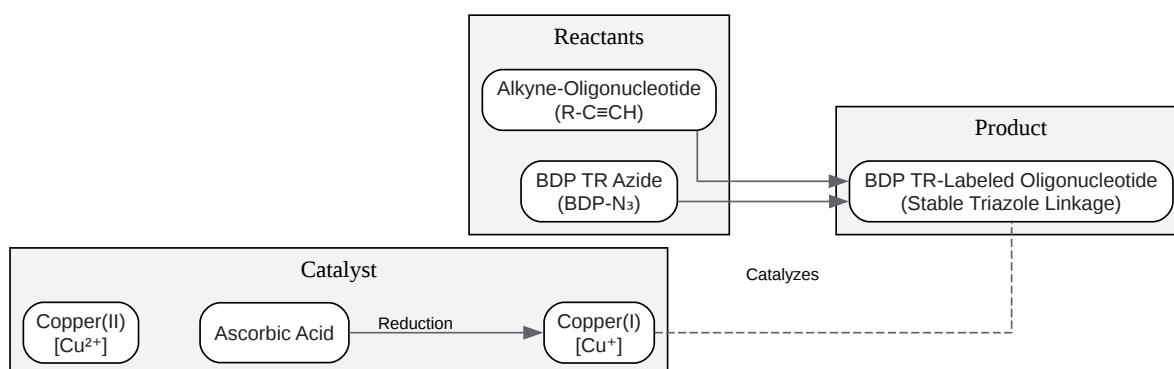 Reactants
Alkyne-Oligonucleotide
(R-C≡CH)
BDP TR Azide
(BDP-N₃)
Product
BDP TR-Labeled Oligonucleotide
(Stable Triazole Linkage)
Catalyst
Copper(II)
[Cu²⁺]
Ascorbic Acid
Reduction
Copper(I)
[Cu⁺]
Catalyzes